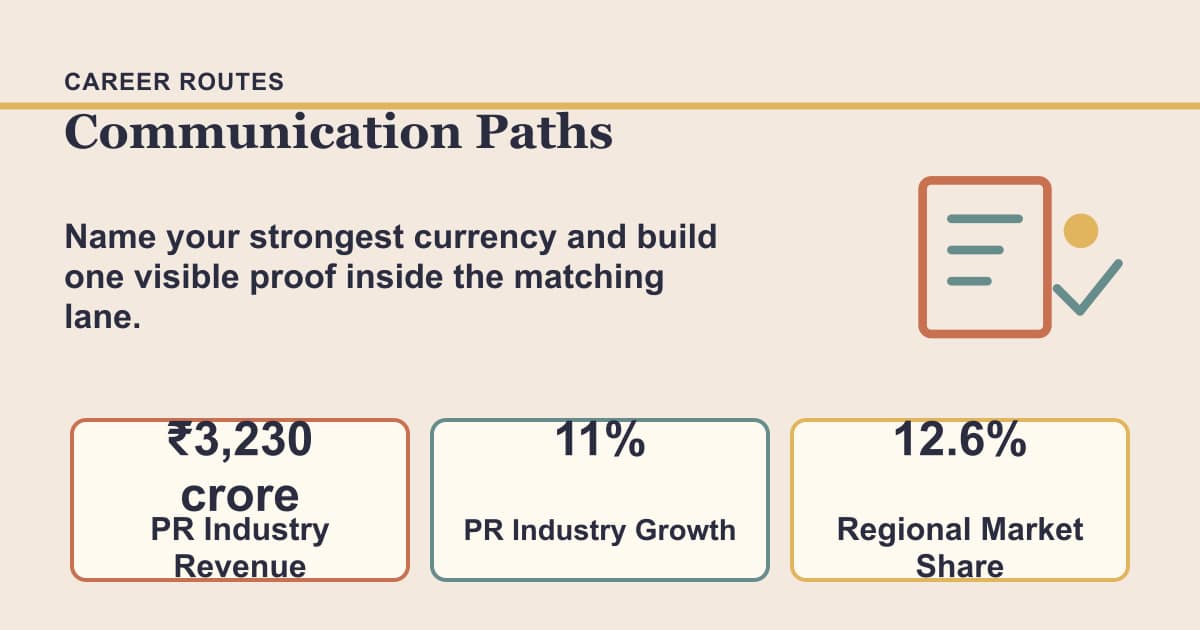 CAREER ROUTES
Communication Paths
Name your strongest currency and build
one visible proof inside the matching
lane.
₹3,230
crore
PR Industry
Revenue
11%
PR Industry Growth
12.6%
Regional Market
Share